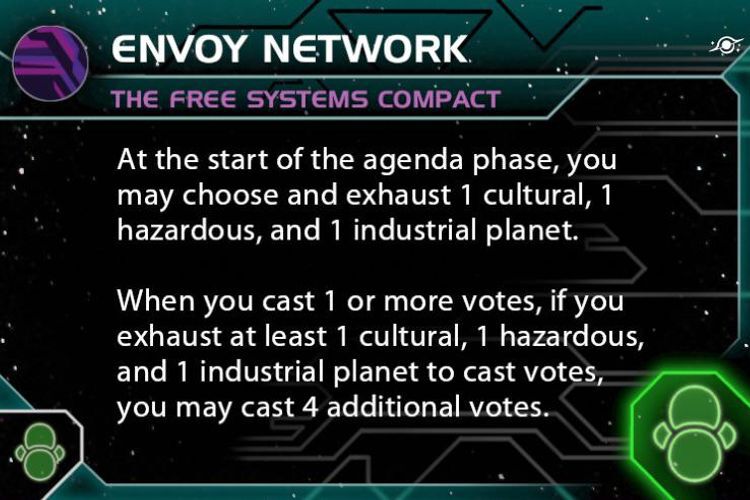 ENVOY NETWORK
THE FREE SYSTEMS COMPACT
At the start of the agenda phase, you
may choose and exhaust 1 cultural, 1
hazardous, and 1 industrial planet.
When you cast 1 or more votes, if you
exhaust at least 1 cultural, 1 hazardous,
and 1 industrial planet to cast votes,
you may cast 4 additional votes.